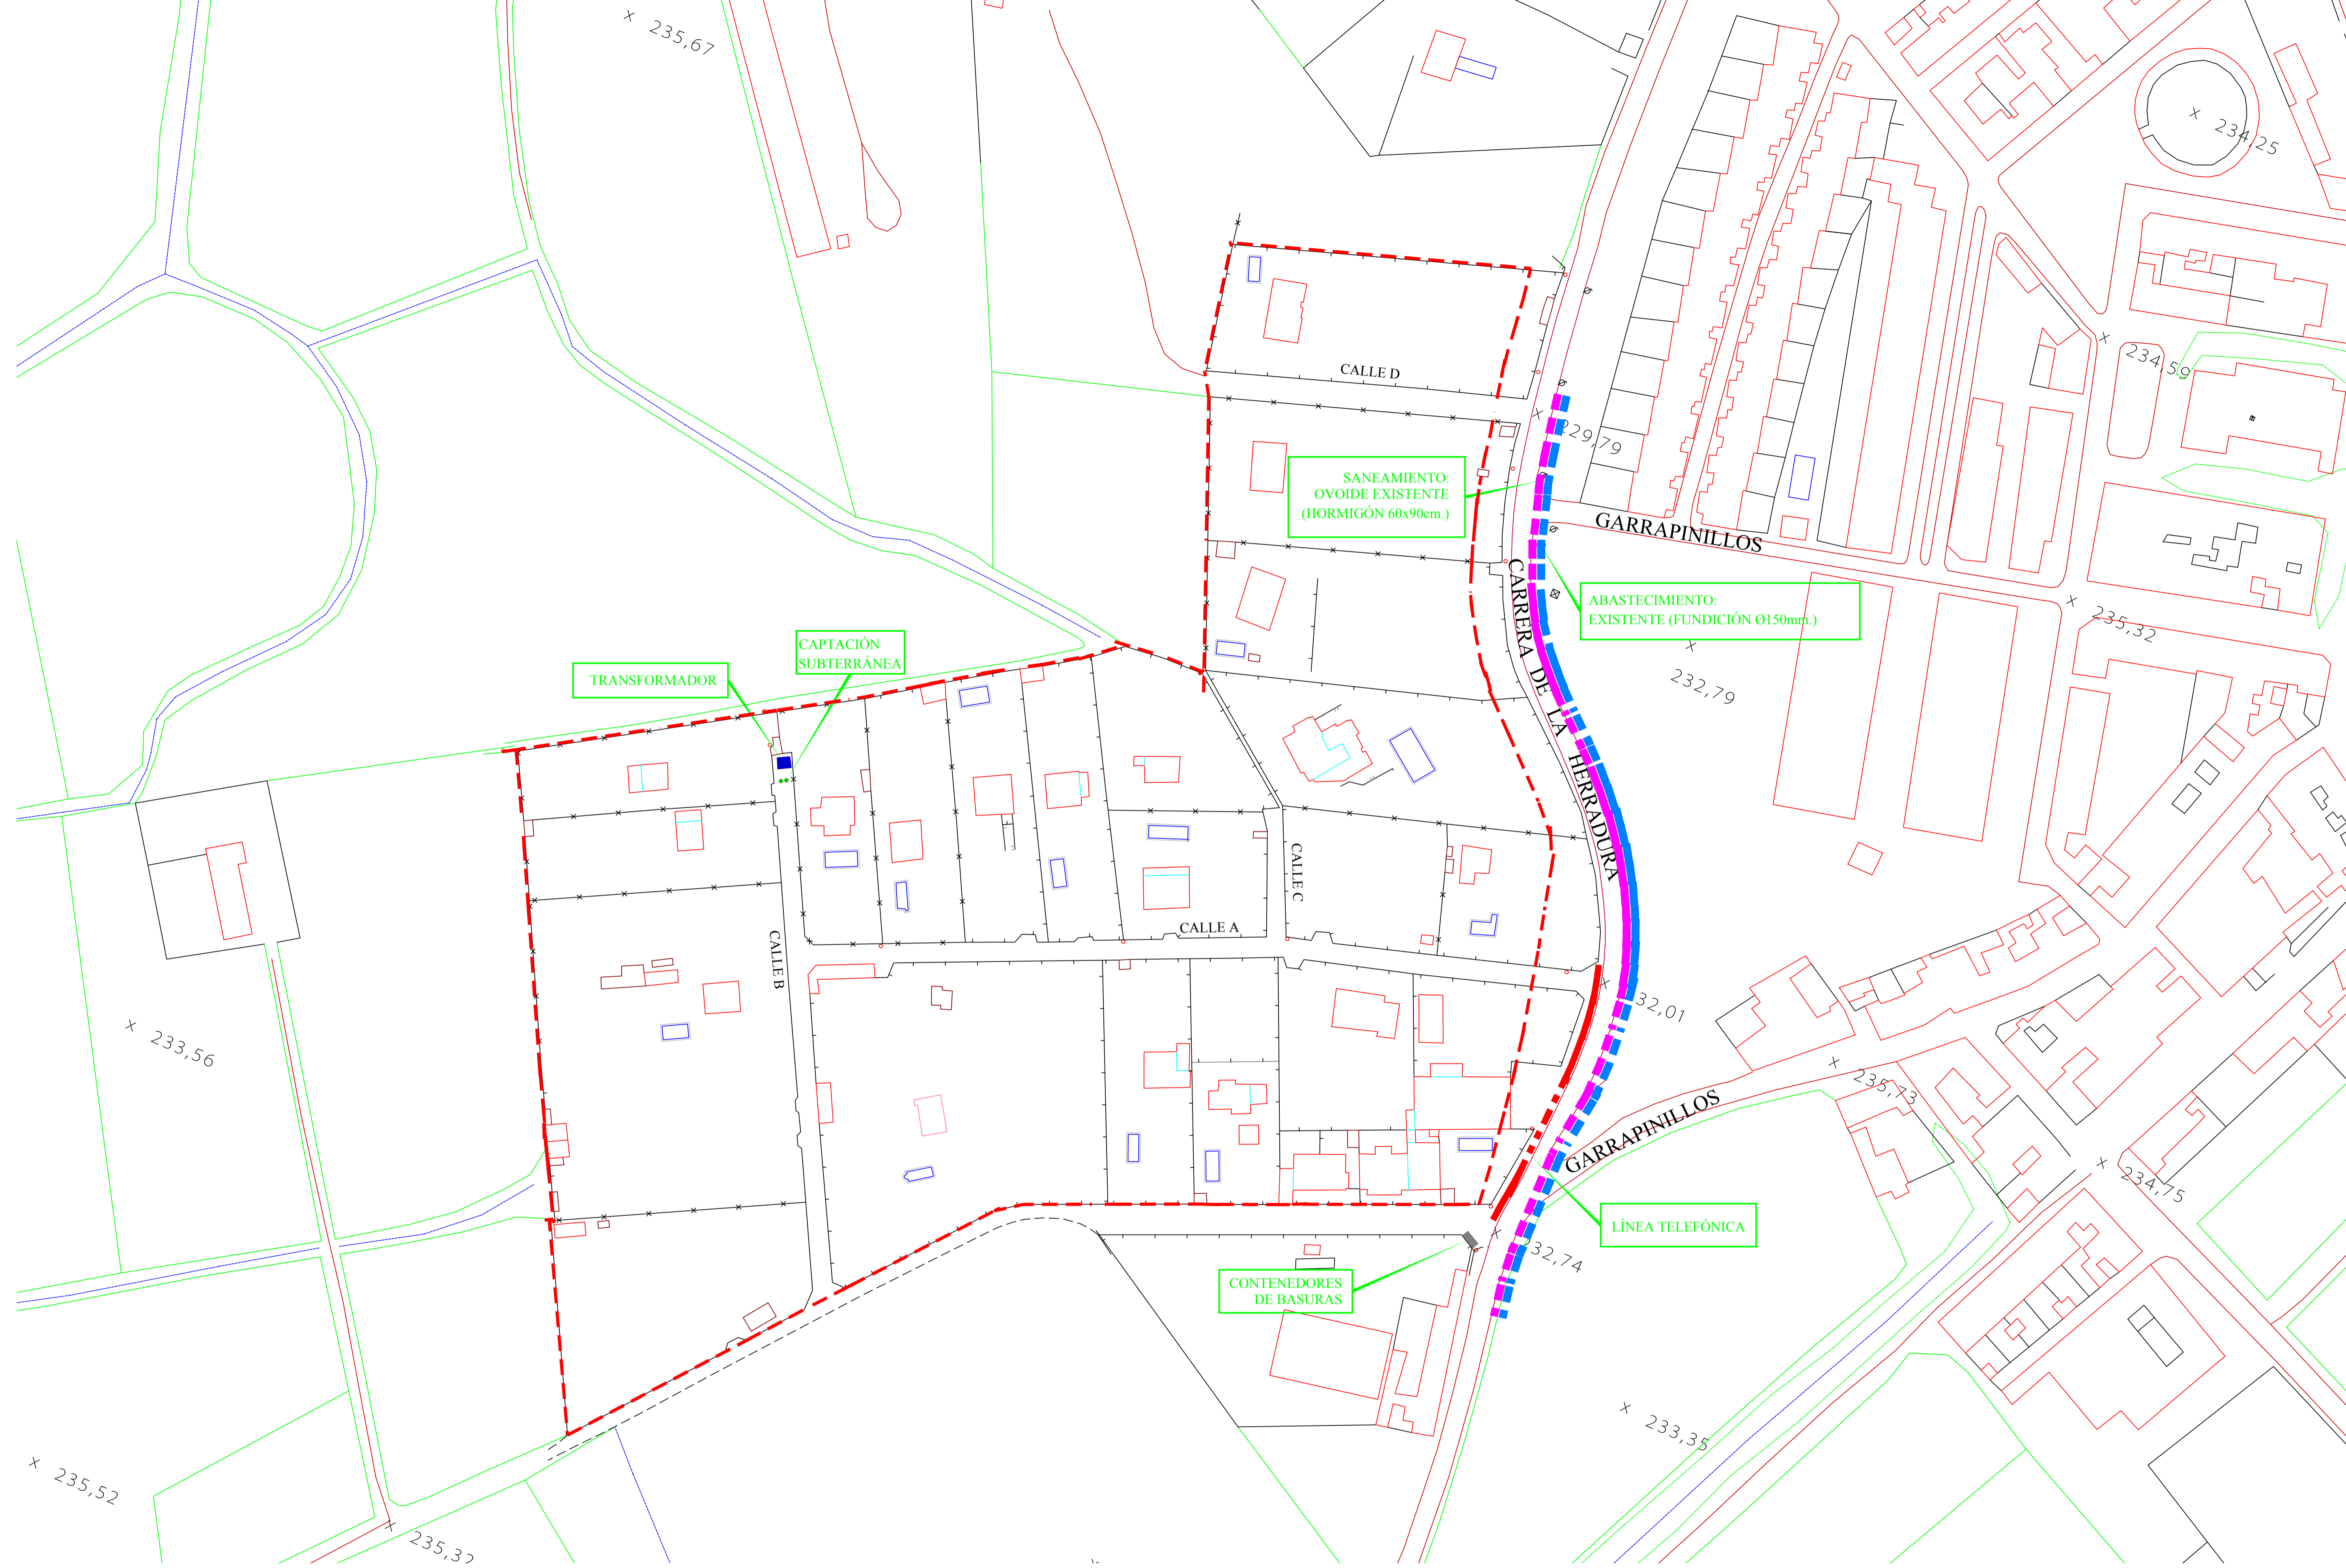 x 235,67
x 234,25
CALLE D
x 234,59
x 229,79
SANEAMIENTO:
OVOIDE EXISTENTE
(HORMIGÓN 60x90cm.)
GARRAPINILLOS
CARRERA DE LA HERRADURA
ABASTECIMIENTO:
EXISTENTE (FUNDICIÓN Ø150mm.)
x 235,32
x 232,79
CAPTACIÓN
SUBTERRÁNEA
TRANSFORMADOR
CALLE C
CALLE A
CALLE B
x 233,56
x 32,01
x 235,73
GARRAPINILLOS
x 234,75
LÍNEA TELEFÓNICA
x 232,74
CONTENEDORES
DE BASURAS
x 233,35
x 235,52
x 235,32